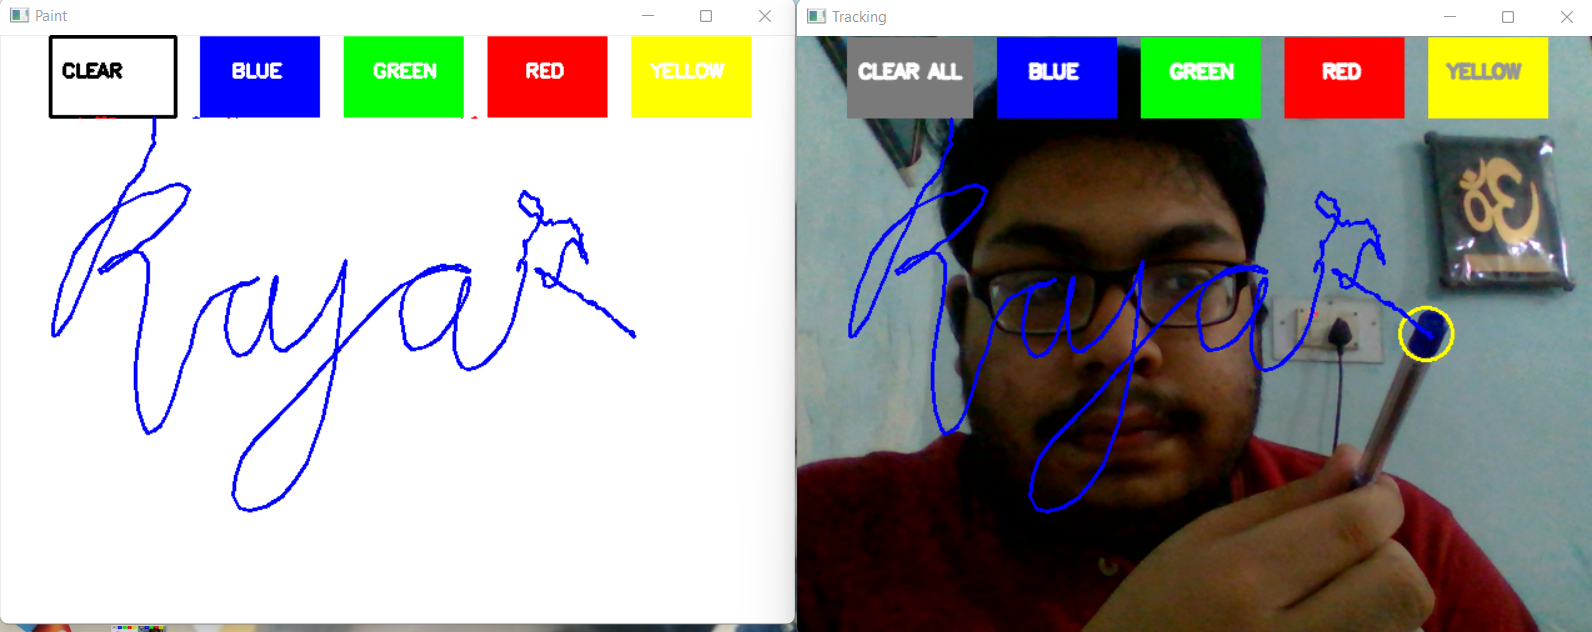 Paint
CLEAR BLUE GREEN RED YELLOW
Rayan
Tracking
CLEAR ALL BLUE GREEN RED YELLOW
Rayan
ॐ